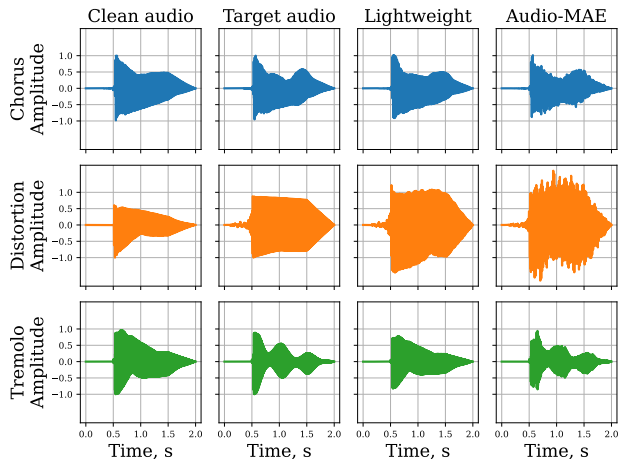 Clean audio Target audio Lightweight Audio-MAE
Chorus
Amplitude
1.0
0.5
0.0
−0.5
−1.0
Distortion
Amplitude
1.0
0.5
0.0
−0.5
−1.0
Tremolo
Amplitude
1.0
0.5
0.0
−0.5
−1.0
0.0 0.5 1.0 1.5 2.0 0.0 0.5 1.0 1.5 2.0 0.0 0.5 1.0 1.5 2.0 0.0 0.5 1.0 1.5 2.0
Time, s Time, s Time, s Time, s